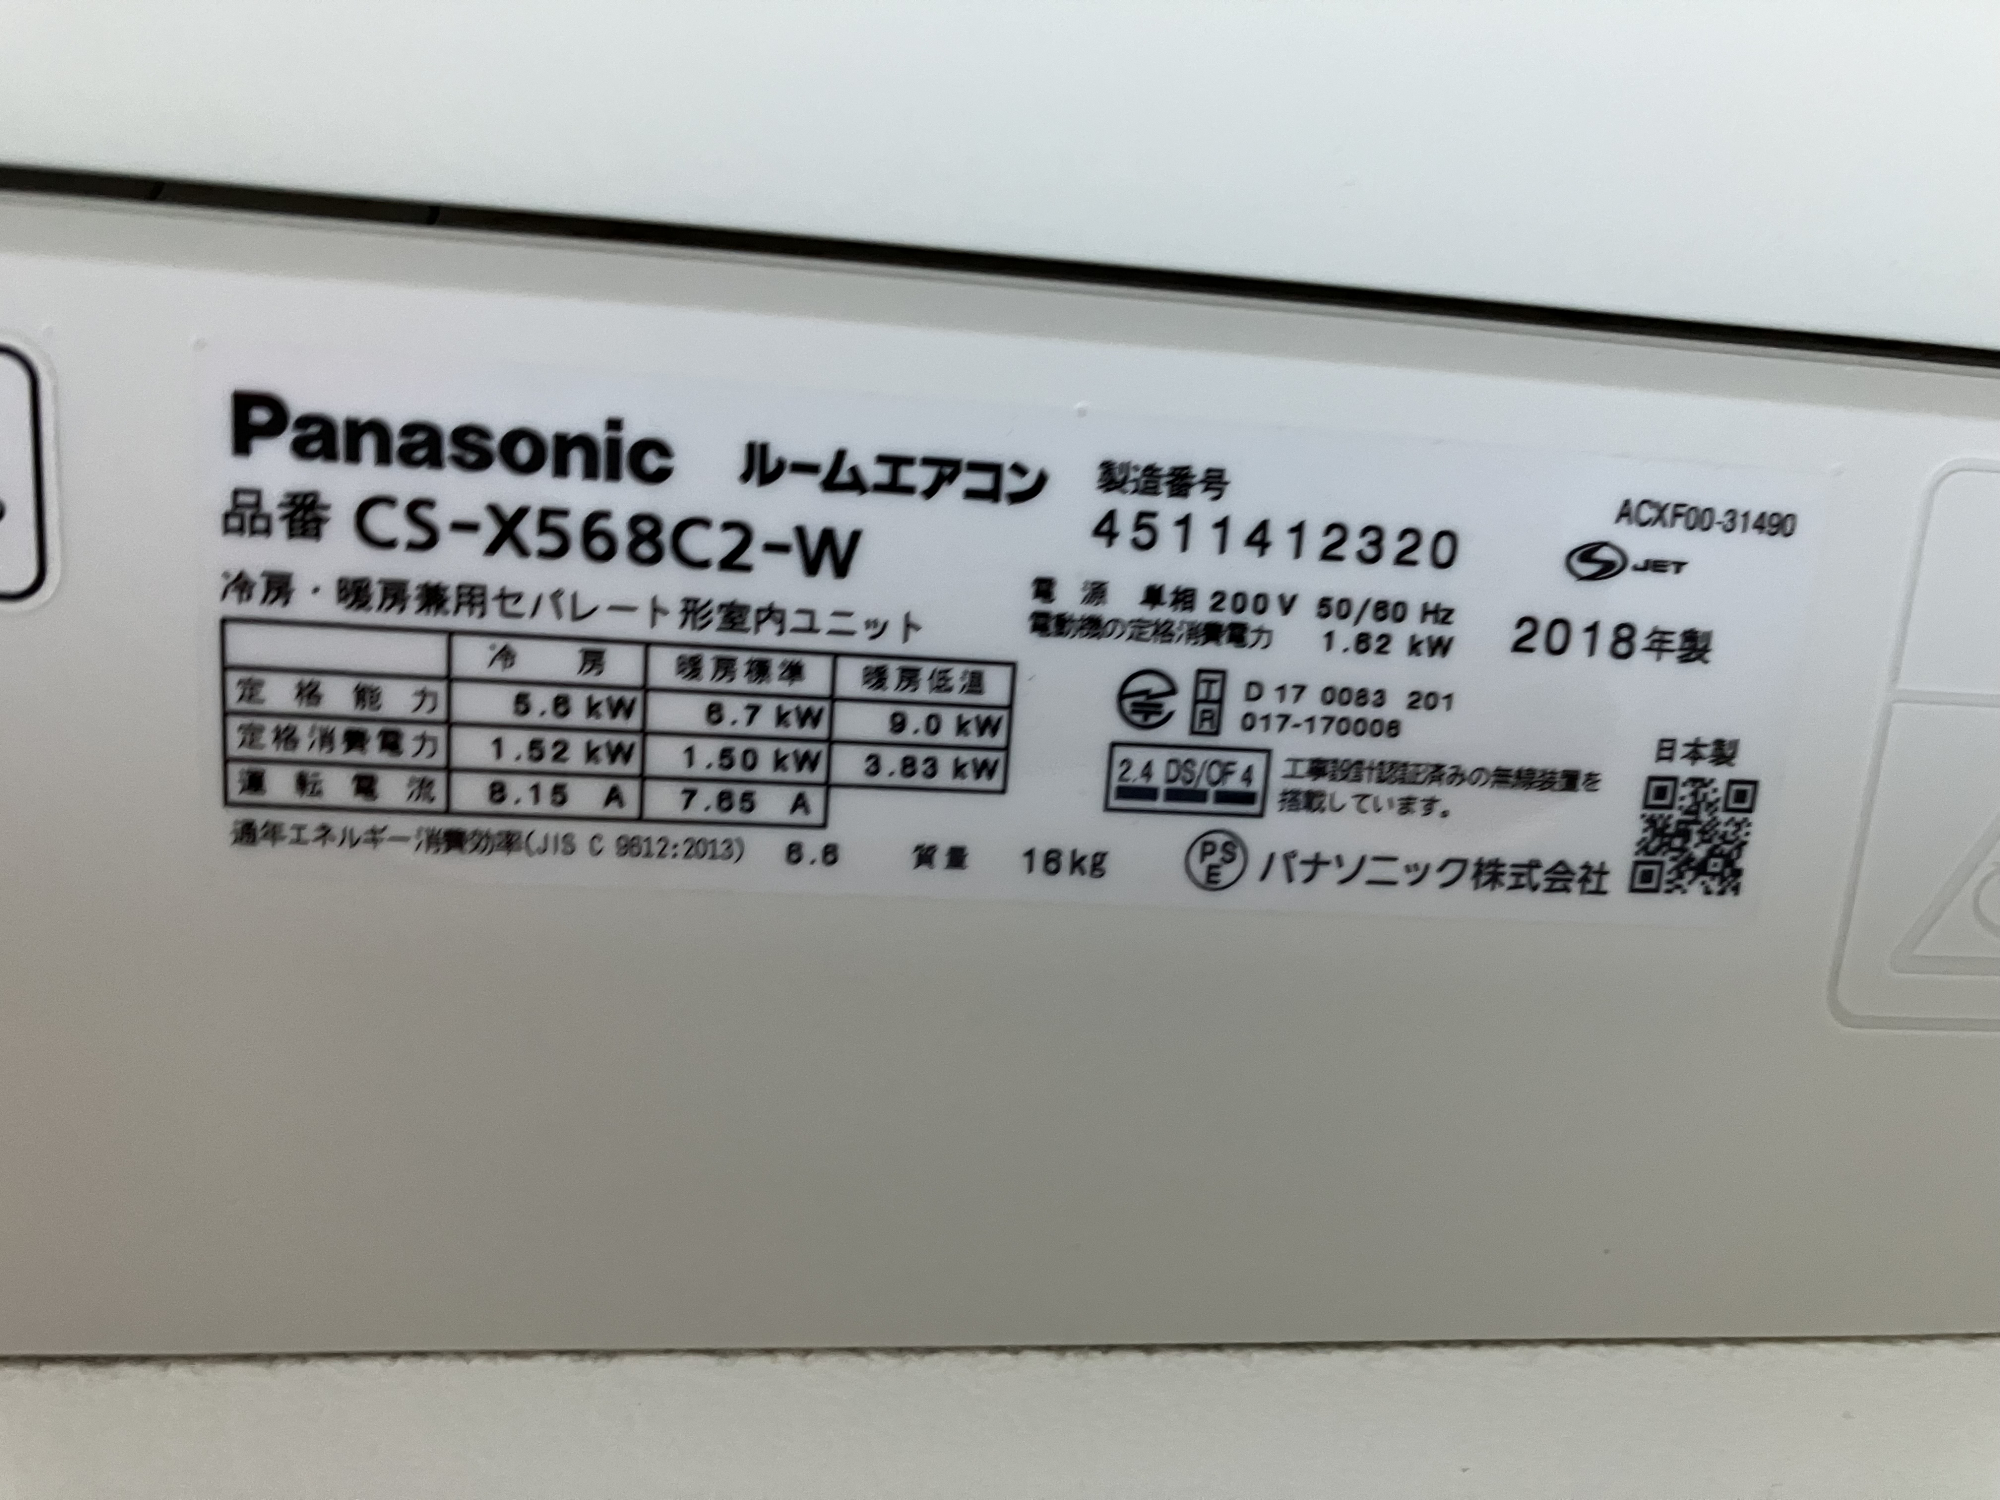 Panasonic ルームエアコン
品番 CS-X568C2-W
冷房・暖房兼用セパレート形室内ユニット
冷房 暖房標準 暖房低温
定格能力 5.6 kW 6.7 kW 9.0 kW
定格消費電力 1.52 kW 1.50 kW 3.83 kW
運転電流 8.15 A 7.65 A
通年エネルギー消費効率(JIS C 9612:2013) 6.6 質量 16kg
製造番号
4511412320
ACXF00-31490
JET
電源 単相 200V 50/60 Hz
電動機の定格消費電力 1.62 kW
2018年製
T
R
D 17 0083 201
017-170008
2.4 DS/OF4
工事設計認証済みの無線装置を
搭載しています。
日本製
PSE パナソニック株式会社